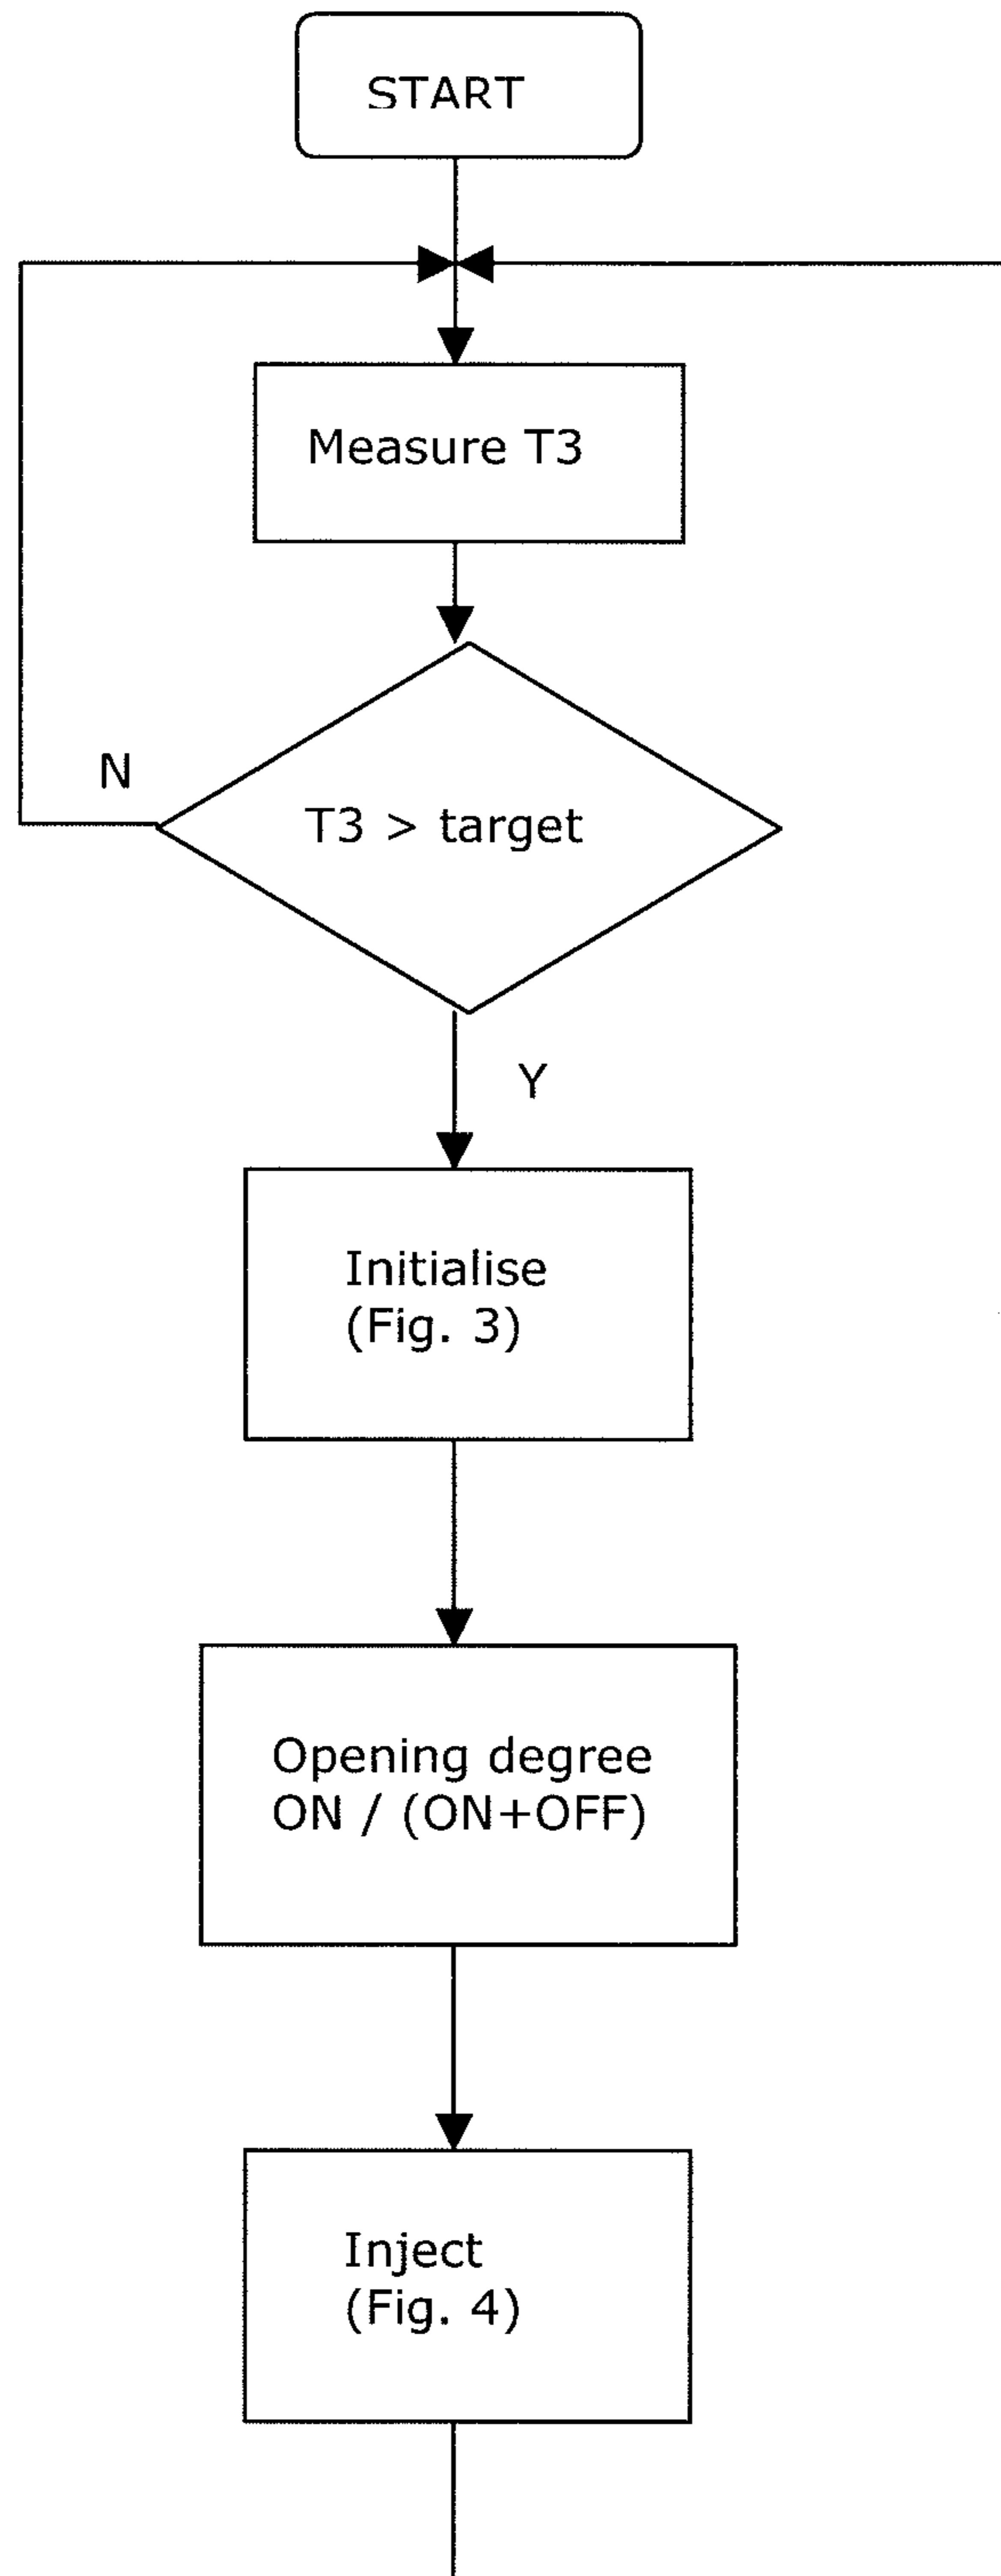 START
Measure T3
N
T3 > target
Y
Initialise
(Fig. 3)
Opening degree
ON / (ON+OFF)
Inject
(Fig. 4)